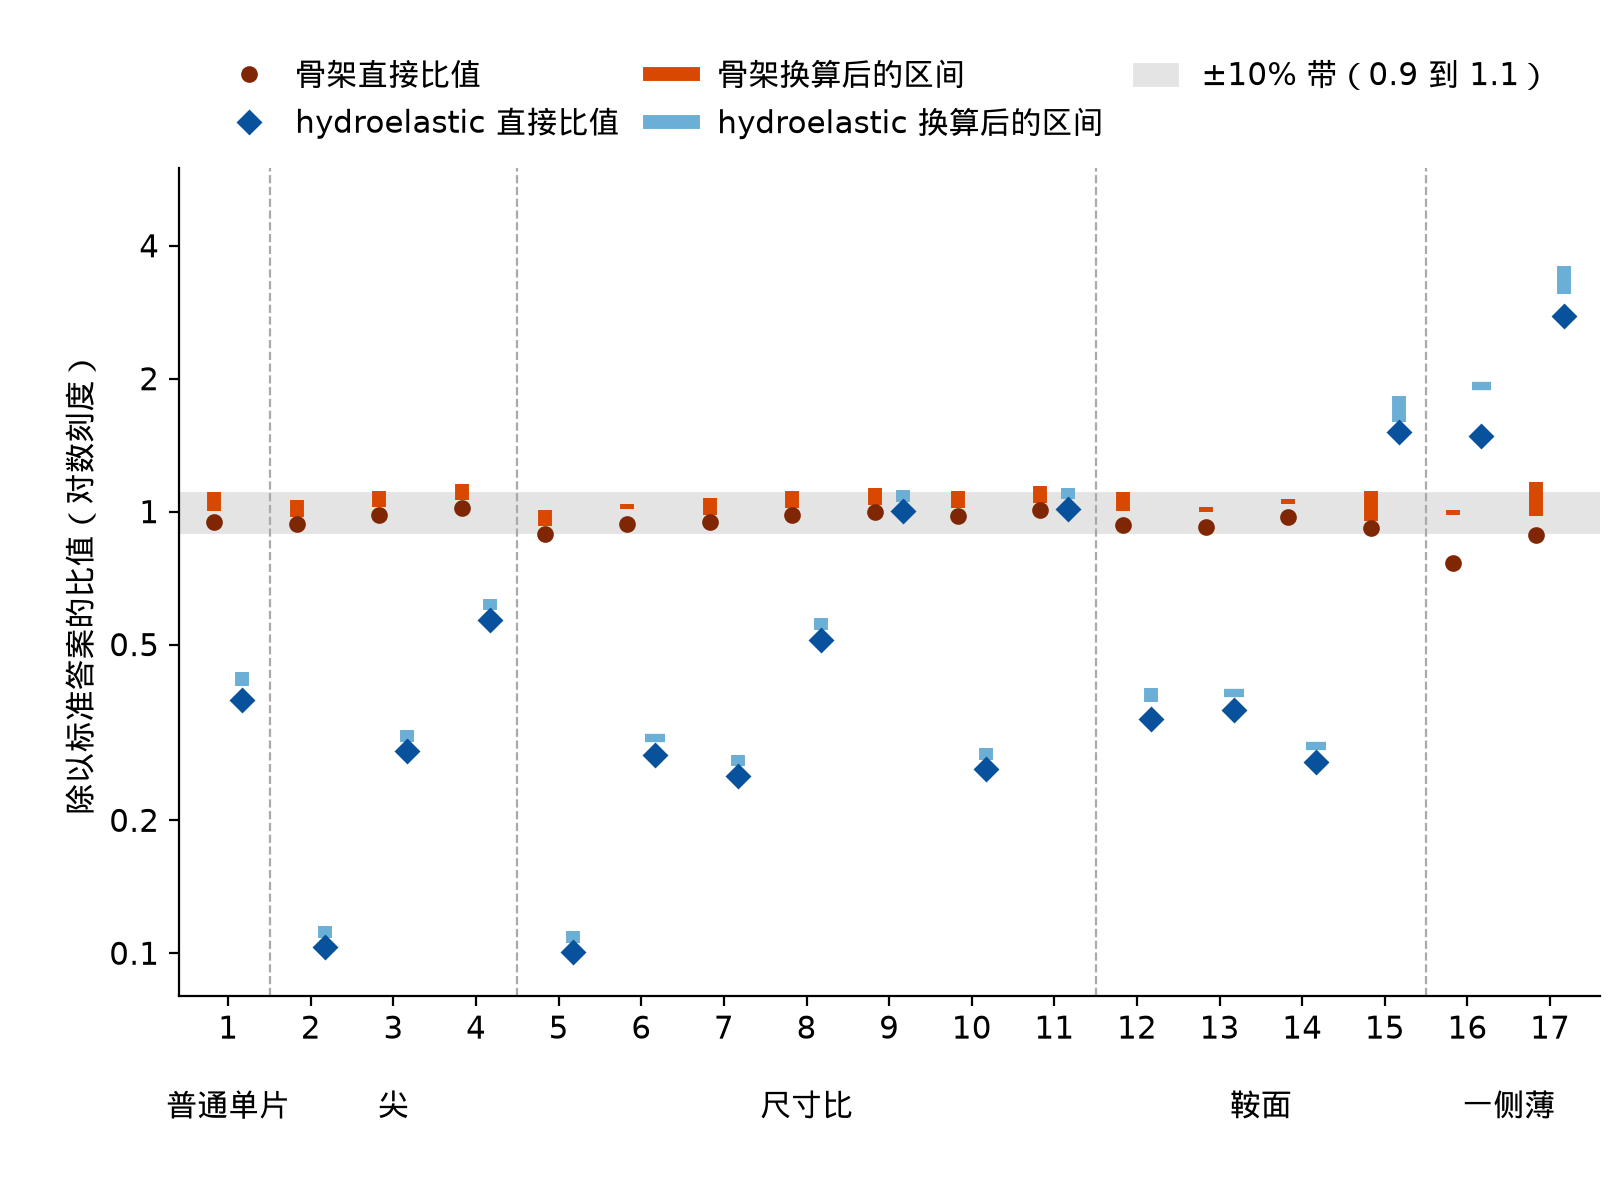 骨架直接比值
hydroelastic 直接比值
骨架换算后的区间
hydroelastic 换算后的区间
±10% 带（0.9 到 1.1）
除以标准答案的比值（对数刻度）
4
2
1
0.5
0.2
0.1
1 2 3 4 5 6 7 8 9 10 11 12 13 14 15 16 17
普通单片 尖 尺寸比 鞍面 一侧薄